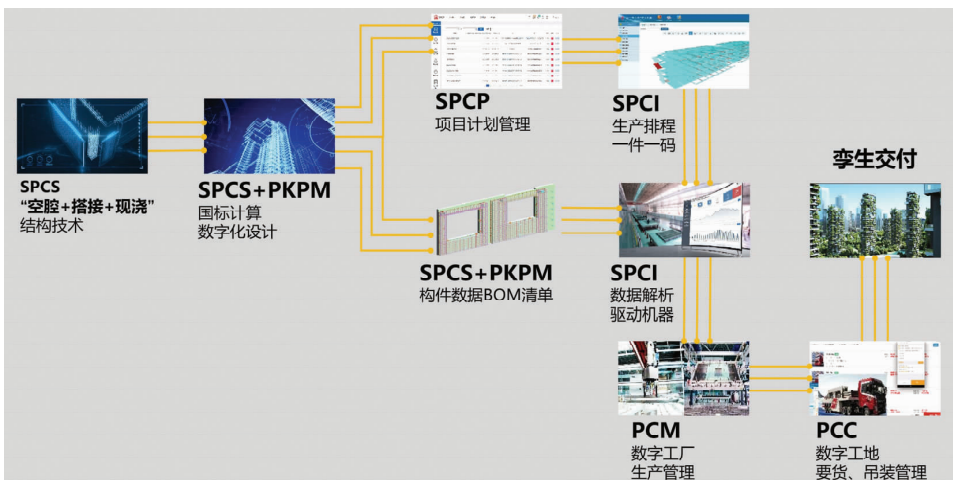 SPCS
“空腔+搭接+现浇”
结构技术
SPCS+PKPM
国标计算
数字化设计
SPCP
项目计划管理
SPCI
生产排程
一件一码
SPCS+PKPM
构件数据BOM清单
SPCI
数据解析
驱动机器
PCM
数字工厂
生产管理
PCC
数字工地
要货、吊装管理
孪生交付